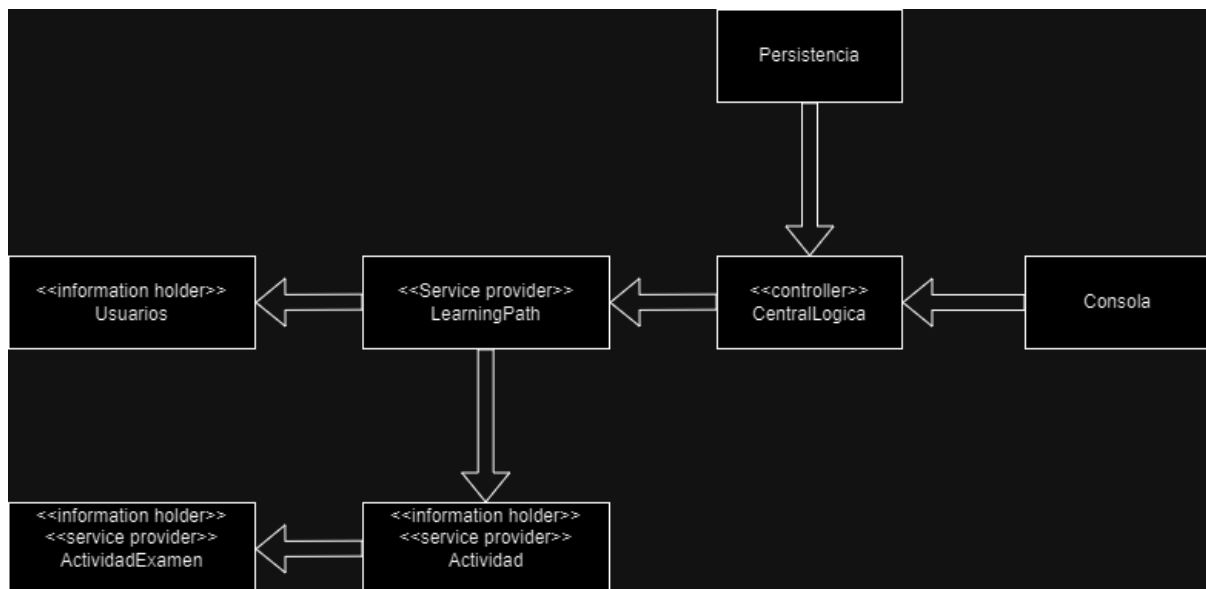 Persistencia
<<information holder>>
Usuarios
<<Service provider>>
LearningPath
<<controller>>
CentralLogica
Consola
<<information holder>>
<<service provider>>
ActividadExamen
<<information holder>>
<<service provider>>
Actividad